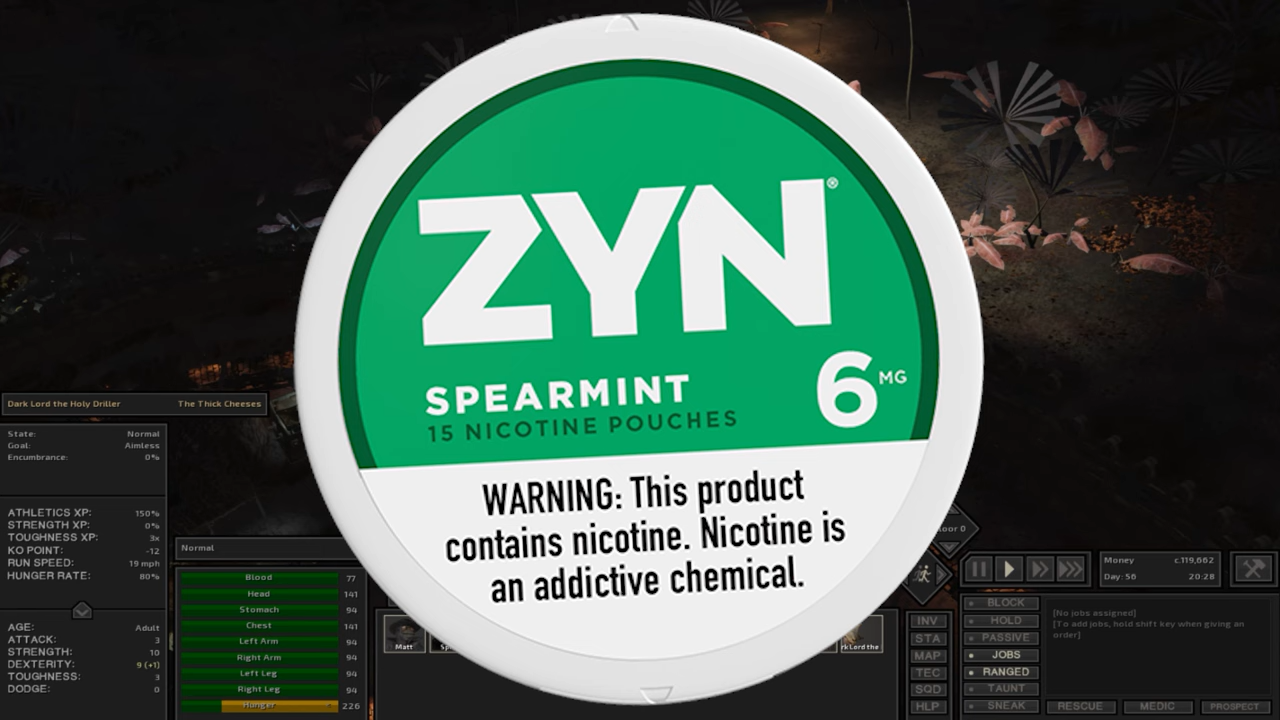 ZYN®
SPEARMINT
15 NICOTINE POUCHES
6 MG
WARNING: This product
contains nicotine. Nicotine is
an addictive chemical.
Dark Lord the Holy Driller The Thick Cheeses
State: Normal
Goal: Aimless
Encumbrance: 0%
ATHLETICS XP: 150%
STRENGTH XP: 0%
TOUGHNESS XP: 3x
KO POINT: -12
RUN SPEED: 19 mph
HUNGER RATE: 80%
AGE: Adult
ATTACK: 3
STRENGTH: 10
DEXTERITY: 9 (+1)
TOUGHNESS: 3
DODGE: 0
Normal
Blood 77
Head 141
Stomach 94
Chest 141
Left Arm 94
Right Arm 94
Left Leg 94
Right Leg 94
Hunger 226
Matt
rk Lord the
oor 0
INV
STA
MAP
TEC
SQD
HLP
Money c.119,662
Day: 56 20:28
BLOCK
HOLD
PASSIVE
JOBS
RANGED
TAUNT
SNEAK
[No jobs assigned]
[To add jobs, hold shift key when giving an
order]
RESCUE MEDIC PROSPECT